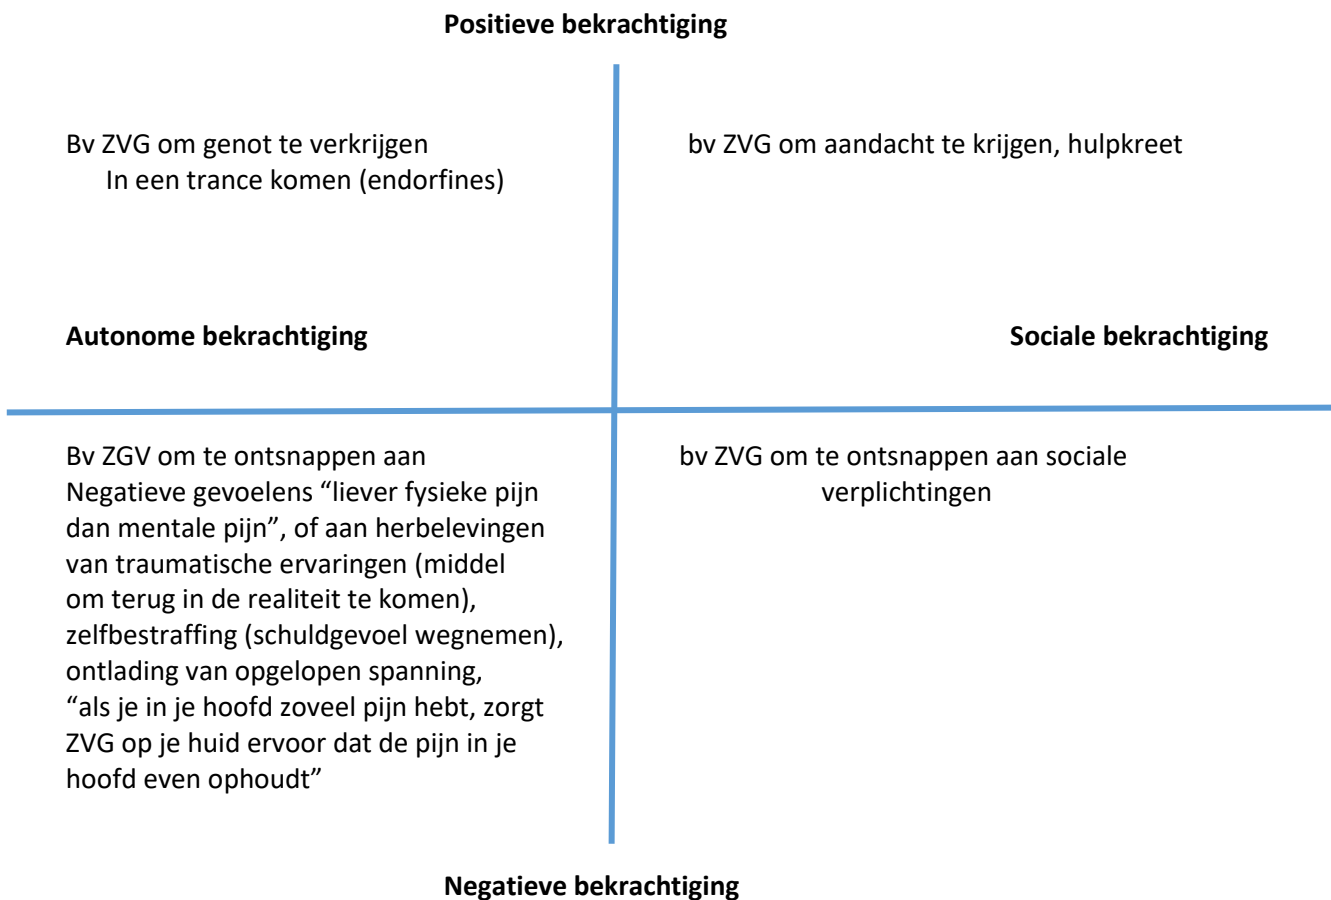 Positieve bekrachtiging
Bv ZVG om genot te verkrijgen
In een trance komen (endorfines)
bv ZVG om aandacht te krijgen, hulpkreet
Autonome bekrachtiging
Sociale bekrachtiging
Bv ZGV om te ontsnappen aan
Negatieve gevoelens “liever fysieke pijn
dan mentale pijn”, of aan herbelevingen
van traumatische ervaringen (middel
om terug in de realiteit te komen),
zelfbestraffing (schuldgevoel wegnemen),
ontlading van opgelopen spanning,
“als je in je hoofd zoveel pijn hebt, zorgt
ZVG op je huid ervoor dat de pijn in je
hoofd even ophoudt”
bv ZVG om te ontsnappen aan sociale
verplichtingen
Negatieve bekrachtiging